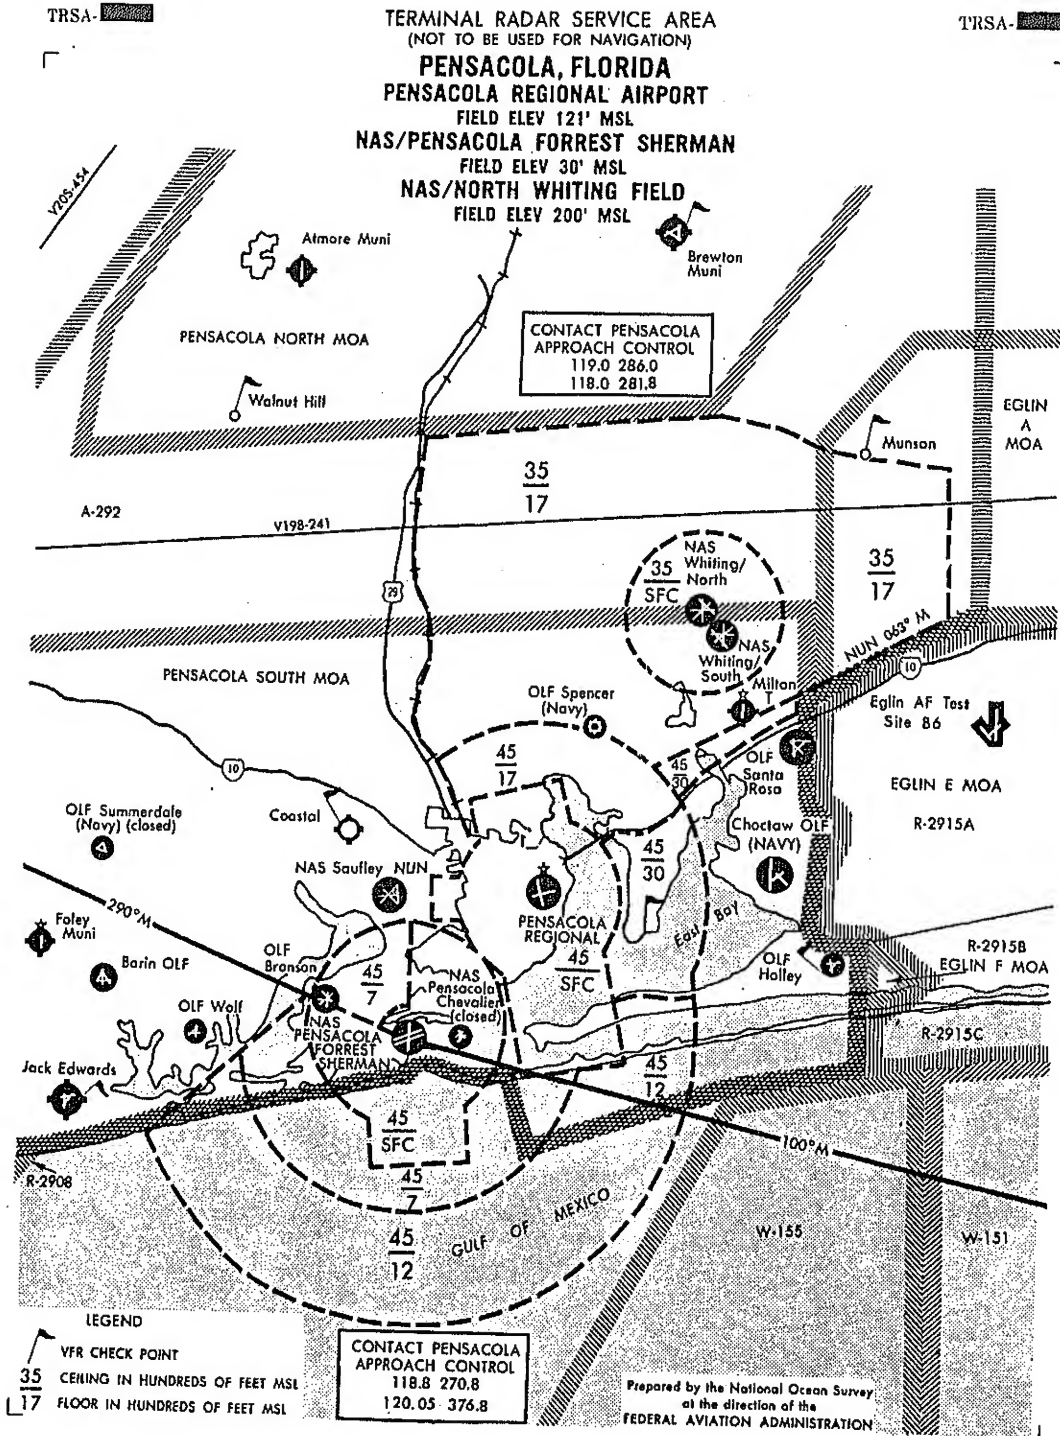 TRSA-
TRSA-
TERMINAL RADAR SERVICE AREA
(NOT TO BE USED FOR NAVIGATION)
PENSACOLA, FLORIDA
PENSACOLA REGIONAL AIRPORT
FIELD ELEV 121' MSL
NAS/PENSACOLA FORREST SHERMAN
FIELD ELEV 30' MSL
NAS/NORTH WHITING FIELD
FIELD ELEV 200' MSL
V20S-454
Atmore Muni
Brewton
Muni
PENSACOLA NORTH MOA
CONTACT PENSACOLA
APPROACH CONTROL
119.0 286.0
118.0 281.8
Walnut Hill
EGLIN
A
MOA
Munson
35
17
A-292
V198-241
35
17
NAS
Whiting/
North
35
SFC
29
NAS
Whiting/
South
NUN 063° M
10
PENSACOLA SOUTH MOA
Milton
T
OLF Spencer
(Navy)
Eglin AF Test
Site 86
45
17
45
30
OLF
Santa
Rosa
10
EGLIN E MOA
R-2915A
OLF Summerdale
(Navy) (closed)
Coastal
Choctaw OLF
(NAVY)
45
30
NAS Saufley NUN
290°M
PENSACOLA
REGIONAL
East Bay
Foley
Muni
OLF
Bronson
45
7
45
SFC
NAS
Pensacola
Chevalier
(closed)
OLF
Holley
R-2915B
EGLIN F MOA
Barin OLF
OLF Wolf
NAS
PENSACOLA
FORREST
SHERMAN
R-2915C
Jack Edwards
45
12
45
SFC
100°M
R-2908
45
7
GULF OF MEXICO
45
12
W-155
W-151
LEGEND
VFR CHECK POINT
35 CEILING IN HUNDREDS OF FEET MSL
17 FLOOR IN HUNDREDS OF FEET MSL
CONTACT PENSACOLA
APPROACH CONTROL
118.8 270.8
120.05 376.8
Prepared by the National Ocean Survey
at the direction of the
FEDERAL AVIATION ADMINISTRATION